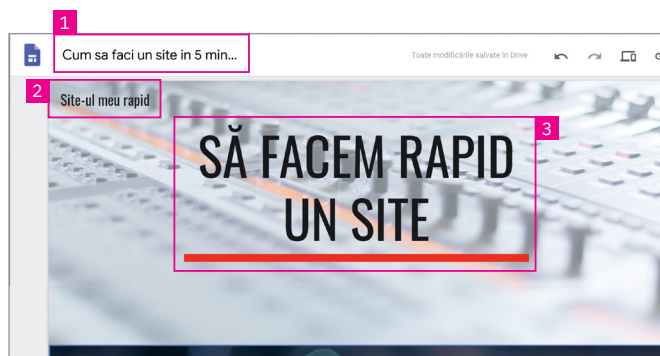 1
Cum sa faci un site in 5 min...
Toate modificările salvate în Drive
2
Site-ul meu rapid
3
SĂ FACEM RAPID
UN SITE